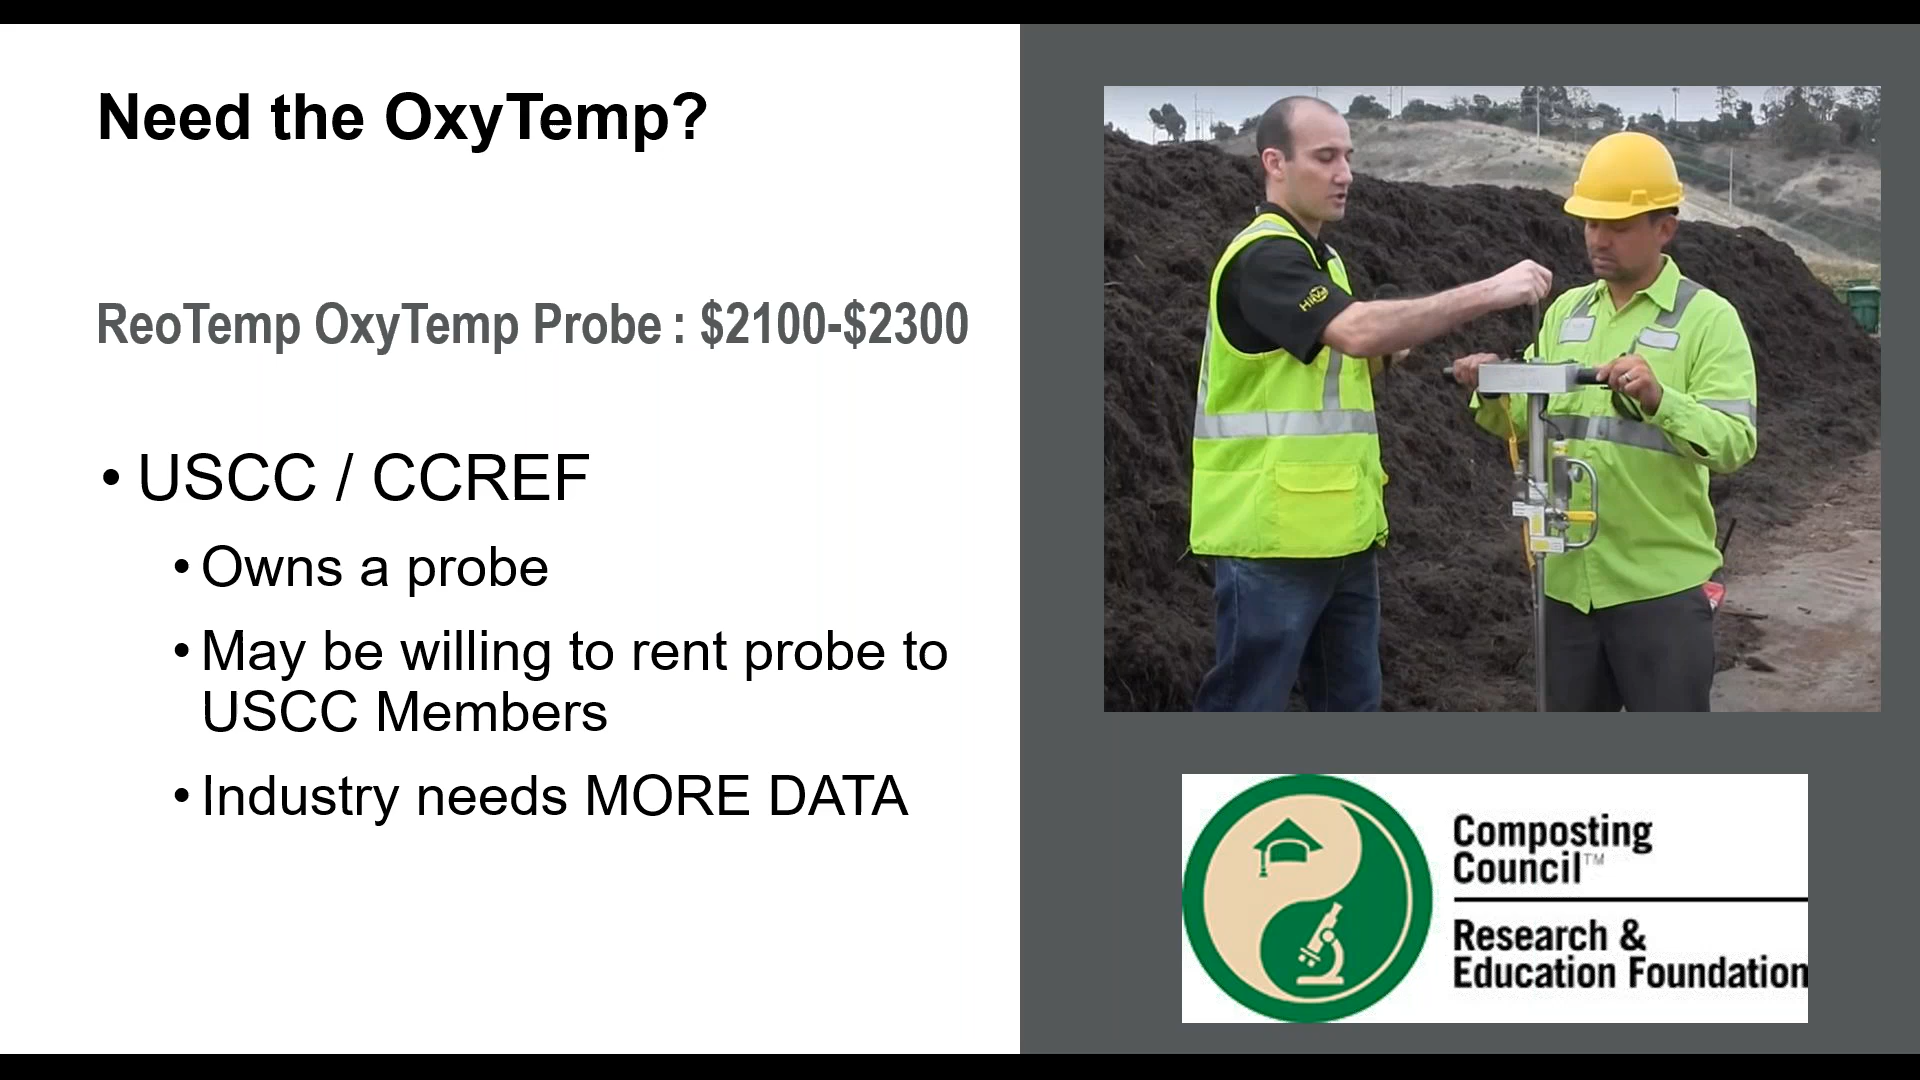 Need the OxyTemp?
ReoTemp OxyTemp Probe : $2100-$2300
• USCC / CCREF
• Owns a probe
• May be willing to rent probe to
USCC Members
• Industry needs MORE DATA
Composting
Council™
Research &
Education Foundation